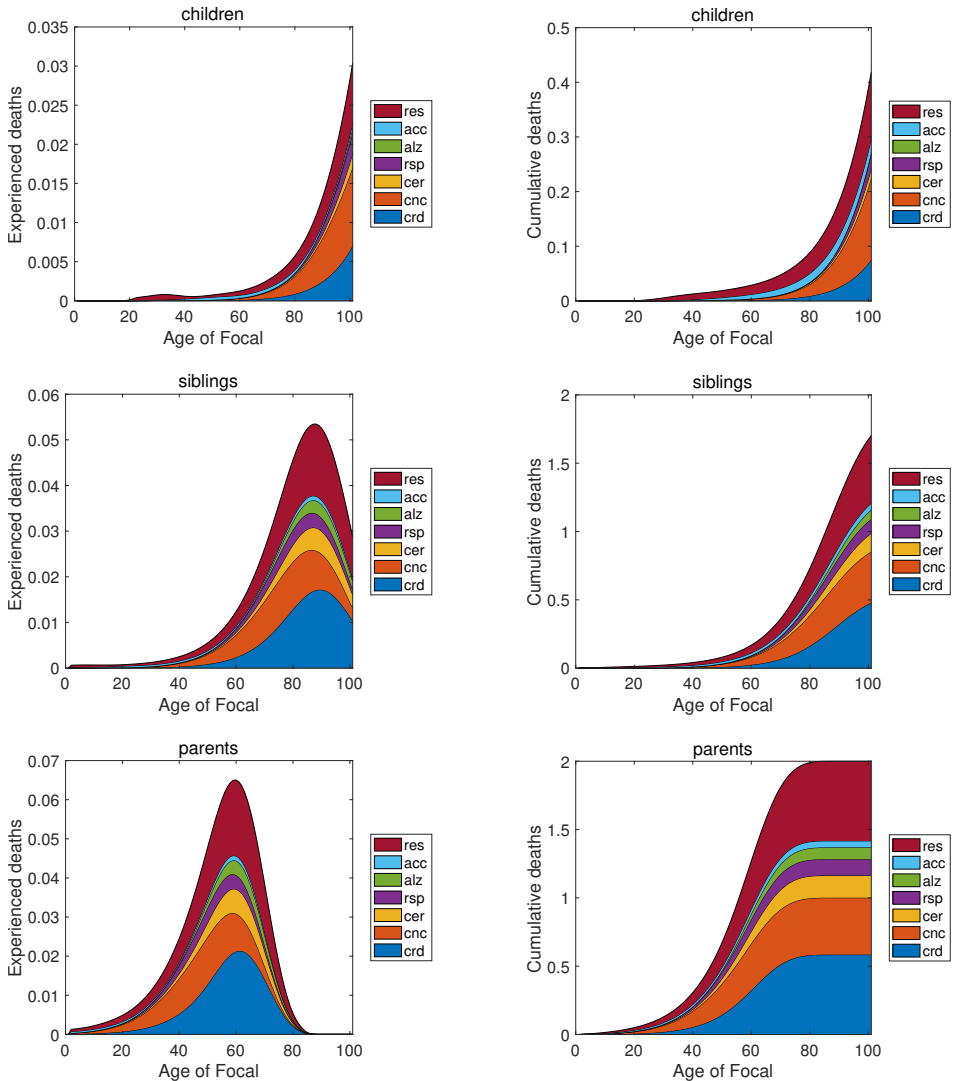 children
Experienced deaths
0.035
0.03
0.025
0.02
0.015
0.01
0.005
0
0 20 40 60 80 100
Age of Focal
res
acc
alz
rsp
cer
cnc
crd
children
Cumulative deaths
0.5
0.4
0.3
0.2
0.1
0
0 20 40 60 80 100
Age of Focal
res
acc
alz
rsp
cer
cnc
crd
siblings
Experienced deaths
0.06
0.05
0.04
0.03
0.02
0.01
0
0 20 40 60 80 100
Age of Focal
res
acc
alz
rsp
cer
cnc
crd
siblings
Cumulative deaths
2
1.5
1
0.5
0
0 20 40 60 80 100
Age of Focal
res
acc
alz
rsp
cer
cnc
crd
parents
Experienced deaths
0.07
0.06
0.05
0.04
0.03
0.02
0.01
0
0 20 40 60 80 100
Age of Focal
res
acc
alz
rsp
cer
cnc
crd
parents
Cumulative deaths
2
1.5
1
0.5
0
0 20 40 60 80 100
Age of Focal
res
acc
alz
rsp
cer
cnc
crd